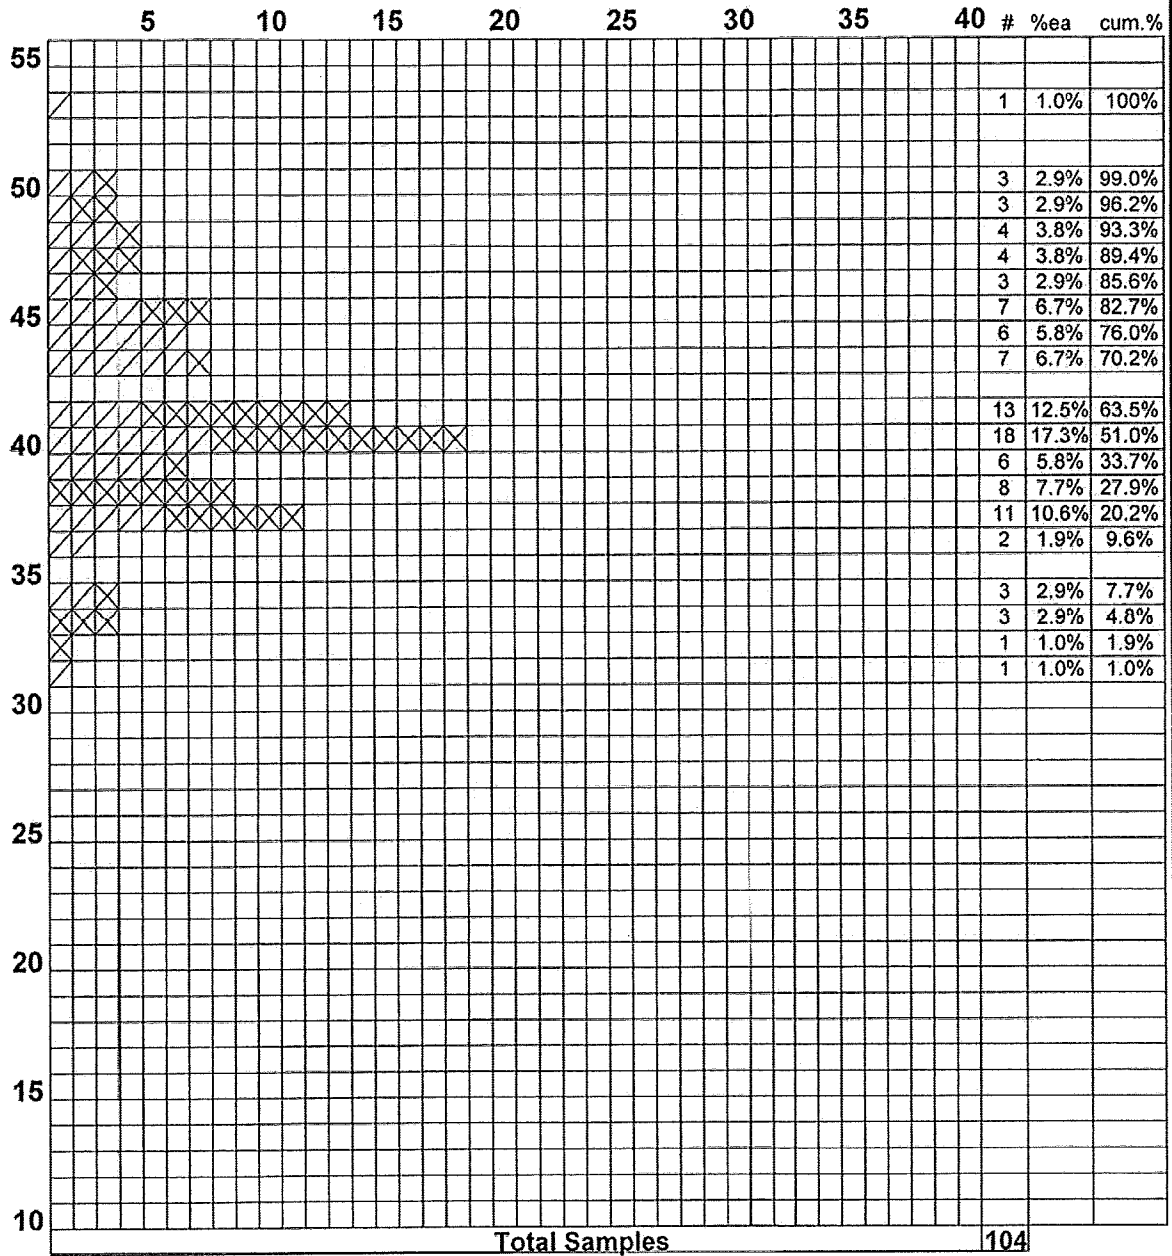 5 10 15 20 25 30 35 40 # %ea cum.%
55
1 1.0% 100%
50 3 2.9% 99.0%
3 2.9% 96.2%
4 3.8% 93.3%
4 3.8% 89.4%
3 2.9% 85.6%
45 7 6.7% 82.7%
6 5.8% 76.0%
7 6.7% 70.2%
13 12.5% 63.5%
40 18 17.3% 51.0%
6 5.8% 33.7%
8 7.7% 27.9%
11 10.6% 20.2%
2 1.9% 9.6%
35
3 2.9% 7.7%
3 2.9% 4.8%
1 1.0% 1.9%
1 1.0% 1.0%
30
25
20
15
10
Total Samples 104